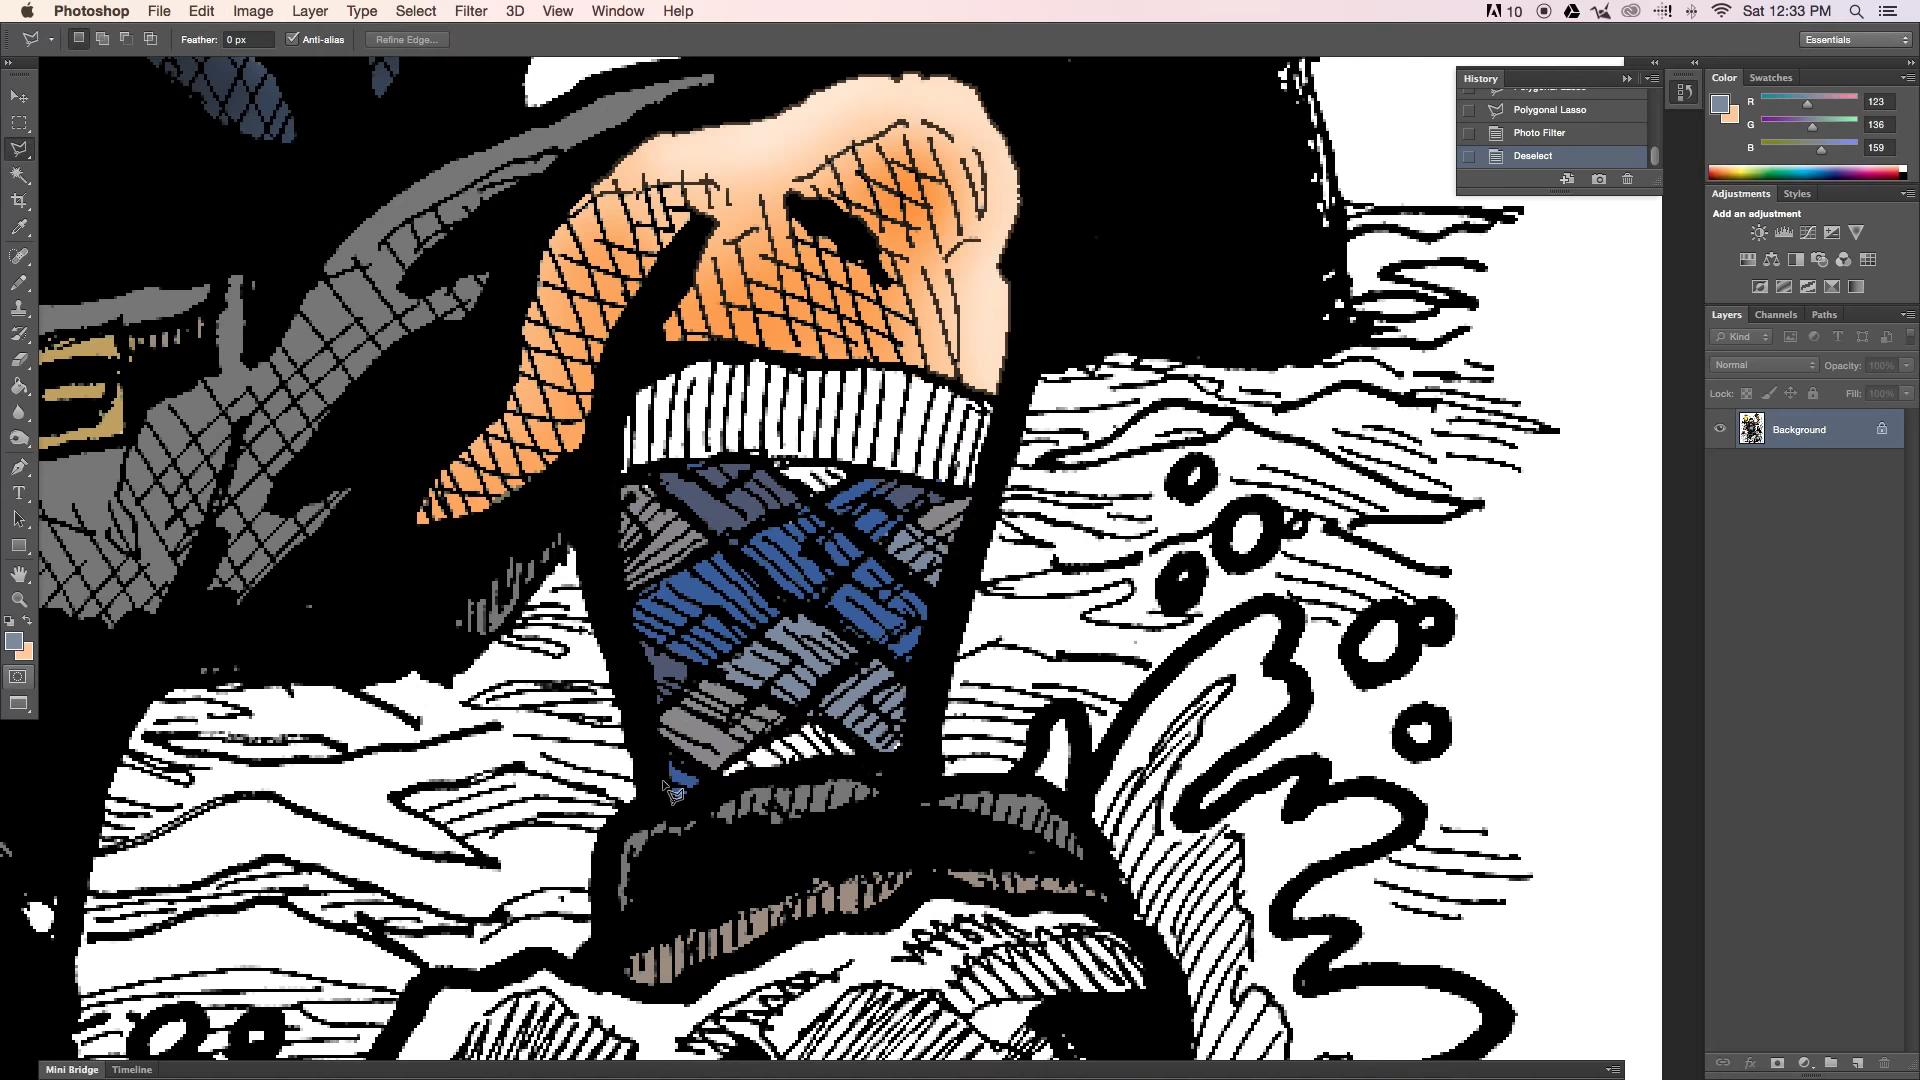 Photoshop File Edit Image Layer Type Select Filter 3D View Window Help 10 Sat 12:33 PM
Feather: 0 px Anti-alias Refine Edge... Essentials
History
Polygonal Lasso
Polygonal Lasso
Photo Filter
Deselect
Color Swatches
R 123
G 136
B 159
Adjustments Styles
Add an adjustment
Layers Channels Paths
Kind
Normal Opacity: 100%
Lock: Fill: 100%
Background
Mini Bridge Timeline